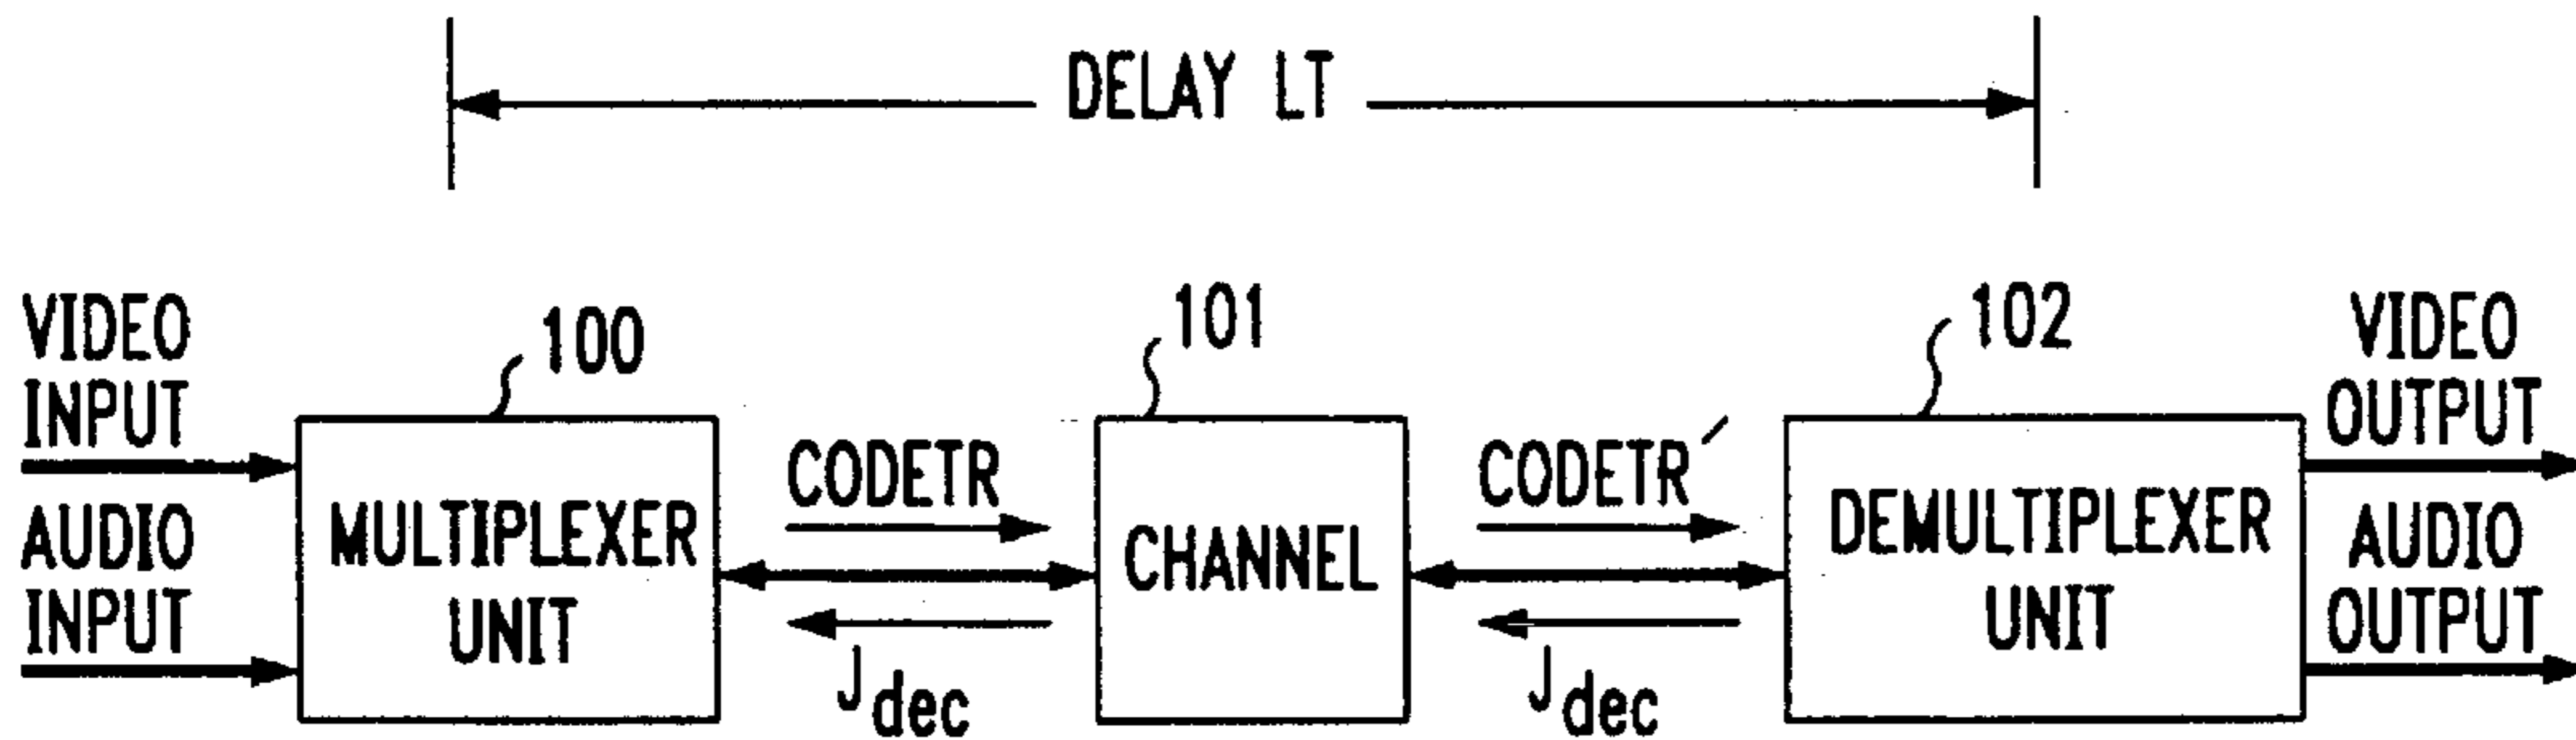 DELAY LT
VIDEO
INPUT
AUDIO
INPUT
100
MULTIPLEXER
UNIT
CODETR
Jdec
101
CHANNEL
CODETR´
Jdec
102
DEMULTIPLEXER
UNIT
VIDEO
OUTPUT
AUDIO
OUTPUT